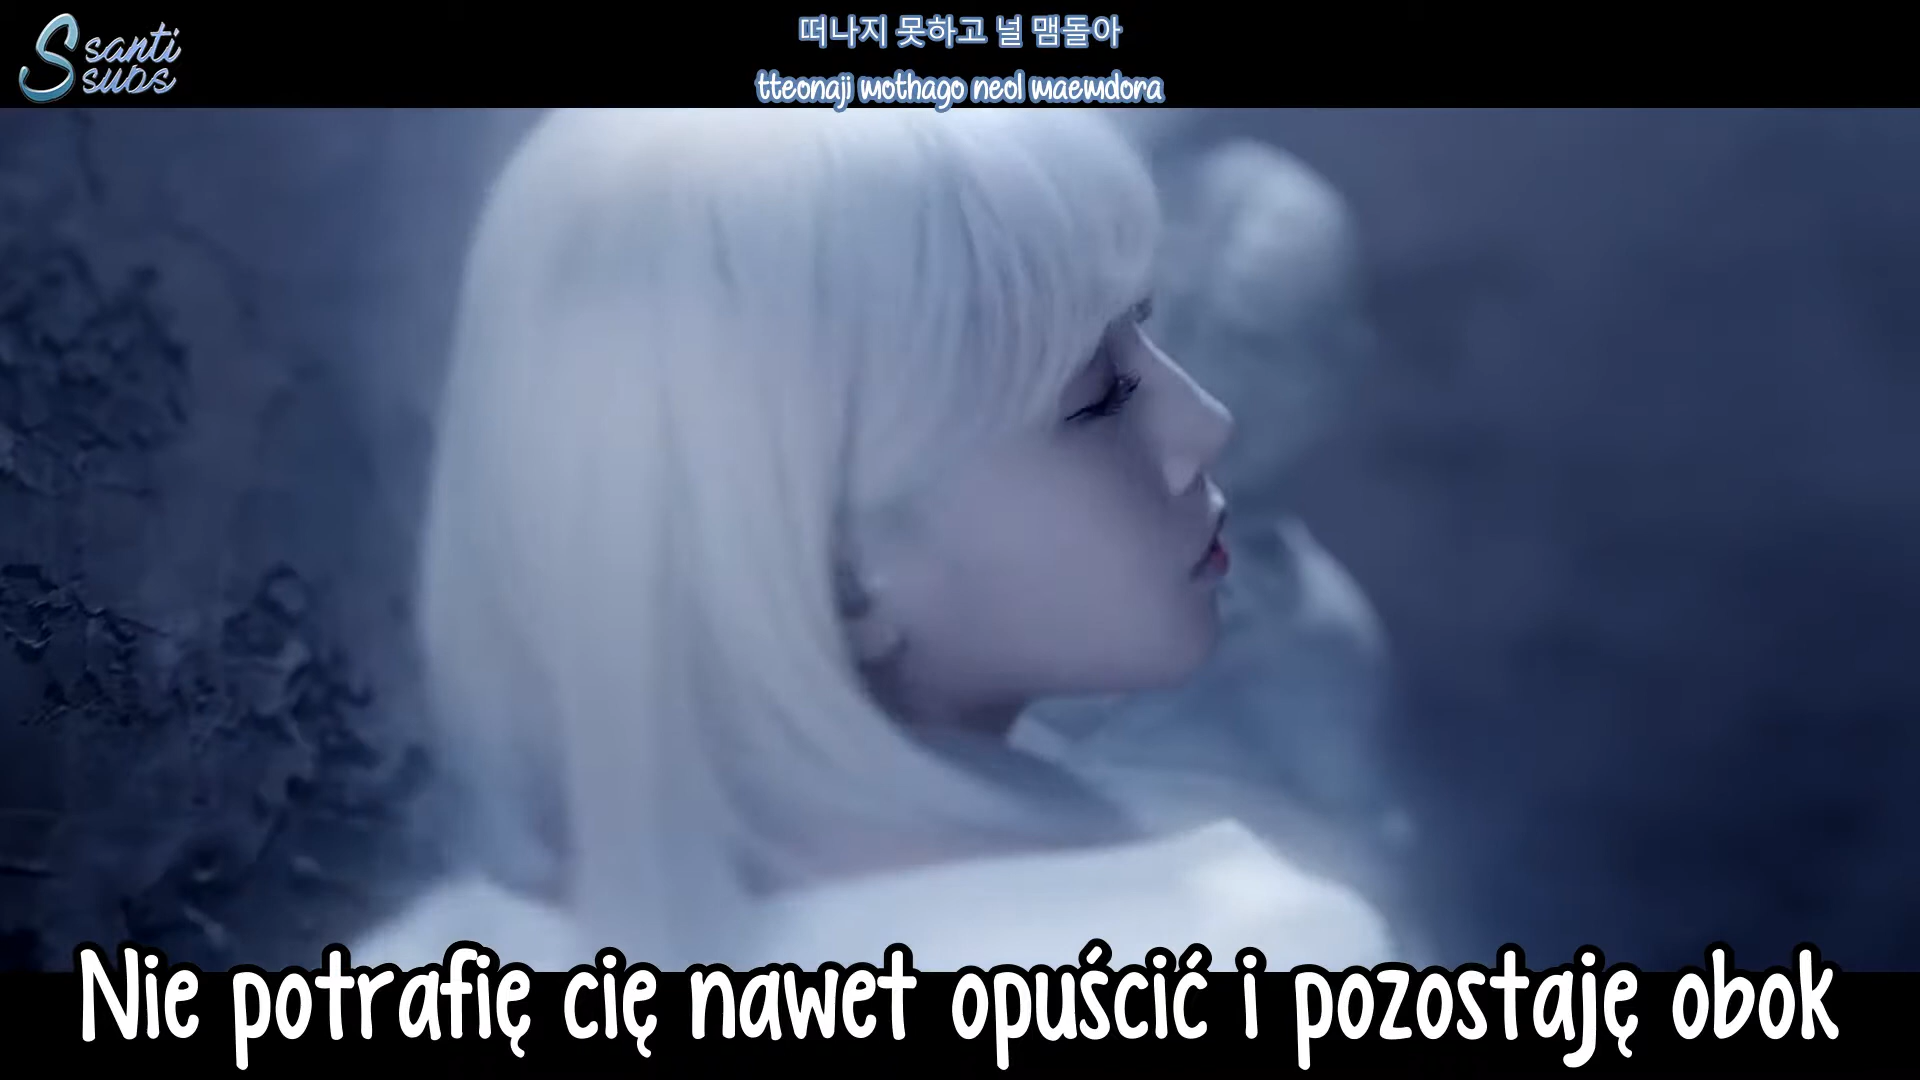 Ssanti
subs
떠나지 못하고 널 맴돌아
tteonaji mothago neol maemdora
Nie potrafię cię nawet opuścić i pozostaję obok